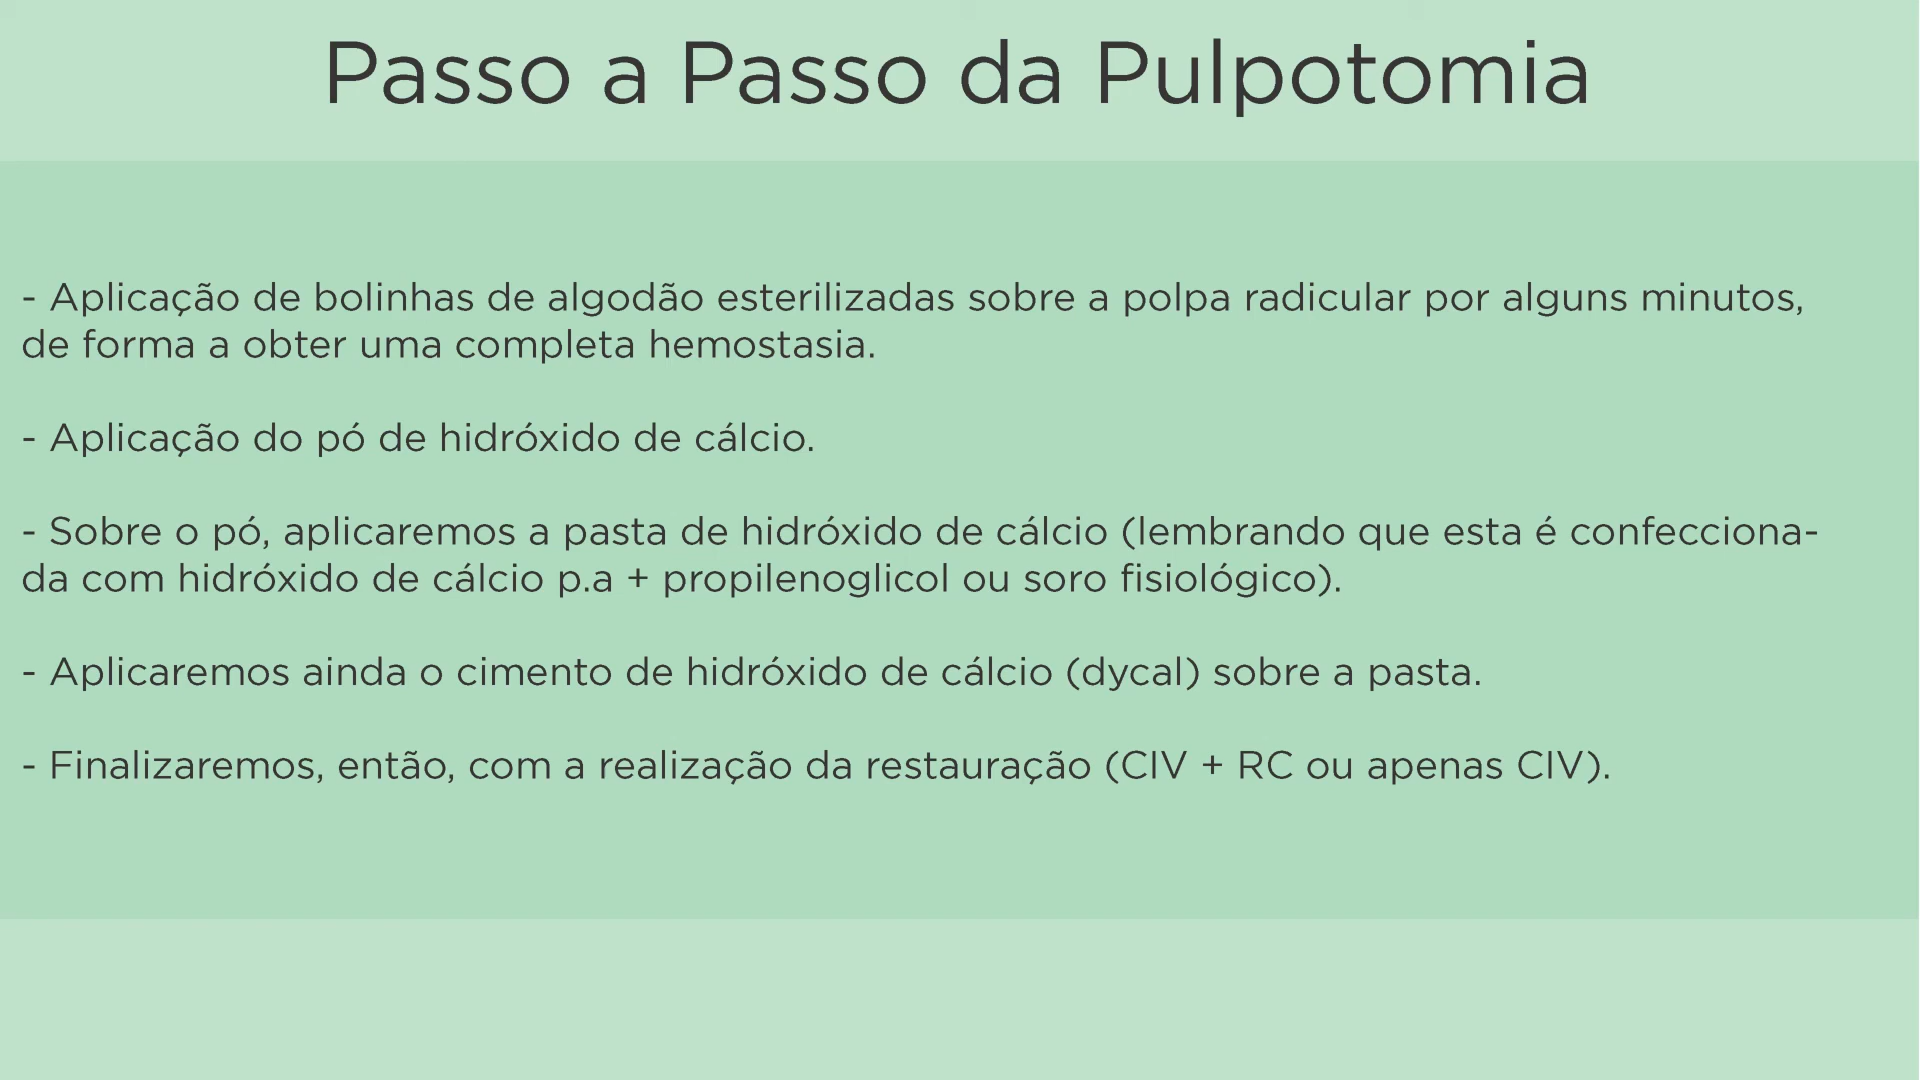 Passo a Passo da Pulpotomia
- Aplicação de bolinhas de algodão esterilizadas sobre a polpa radicular por alguns minutos,
de forma a obter uma completa hemostasia.
- Aplicação do pó de hidróxido de cálcio.
- Sobre o pó, aplicaremos a pasta de hidróxido de cálcio (lembrando que esta é confecciona-
da com hidróxido de cálcio p.a + propilenoglicol ou soro fisiológico).
- Aplicaremos ainda o cimento de hidróxido de cálcio (dycal) sobre a pasta.
- Finalizaremos, então, com a realização da restauração (CIV + RC ou apenas CIV).